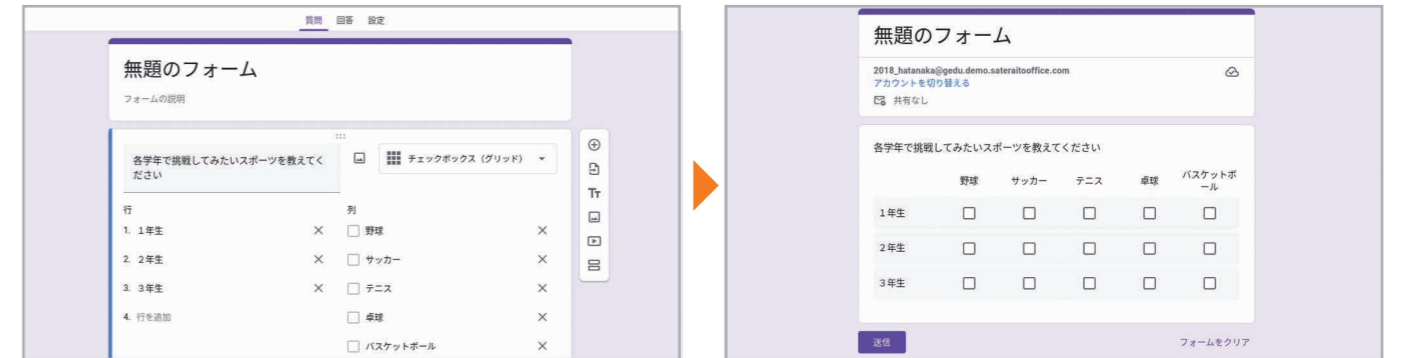 質問 回答 設定
無題のフォーム
フォームの説明
各学年で挑戦してみたいスポーツを教えてく
ださい
チェックボックス（グリッド）
行
列
1. 1年生
野球
2. 2年生
サッカー
3. 3年生
テニス
4. 行を追加
卓球
バスケットボール
Tт
無題のフォーム
2018_hatanaka@gedu.demo.sateraitooffice.com
アカウントを切り替える
共有なし
各学年で挑戦してみたいスポーツを教えてください
野球 サッカー テニス 卓球 バスケットボ
ール
1年生
2年生
3年生
送信
フォームをクリア